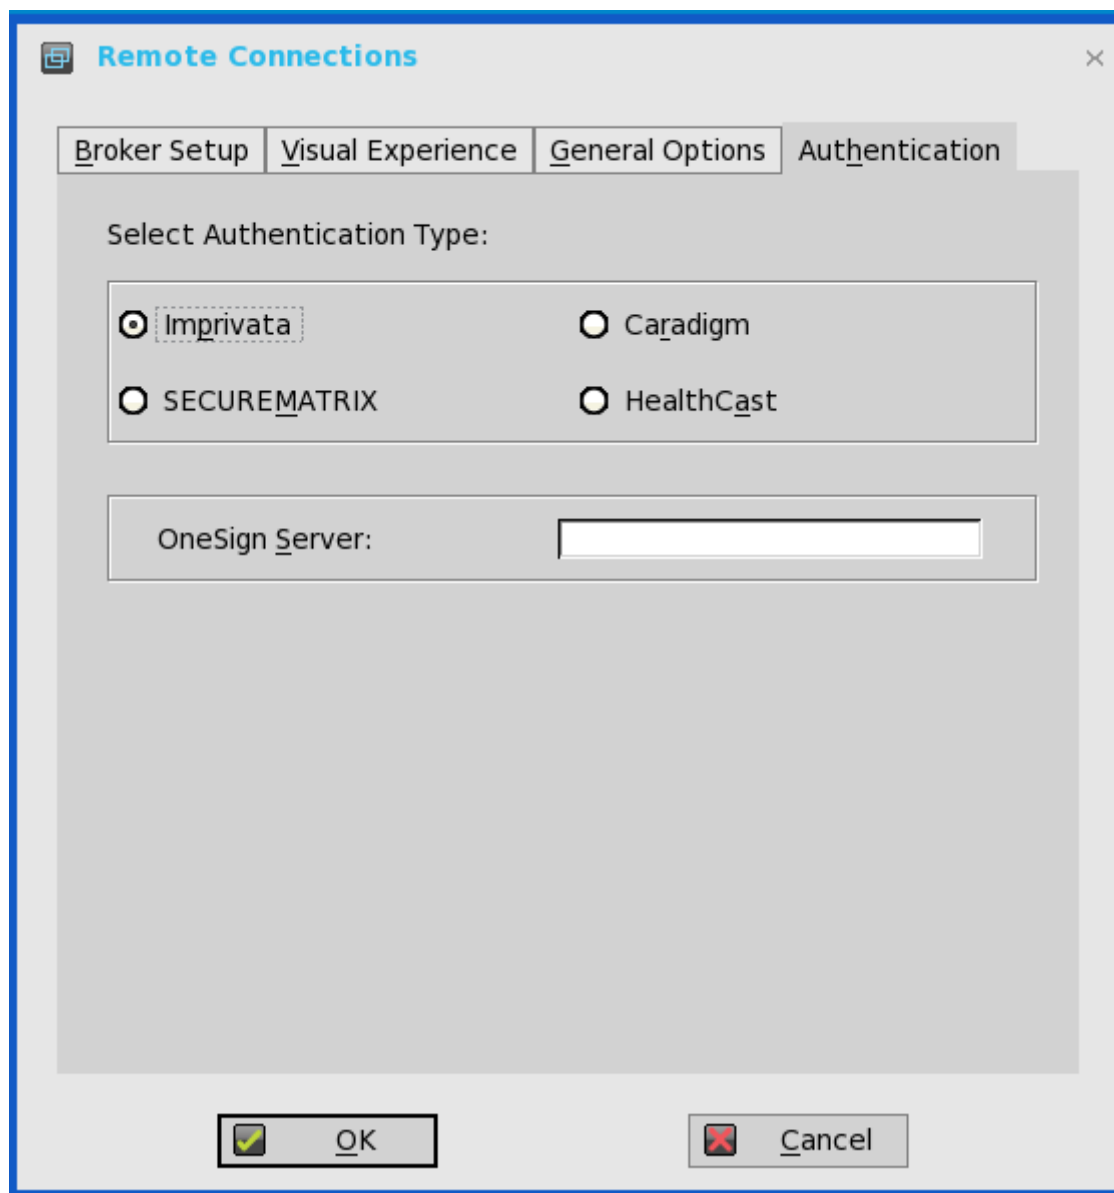 Remote Connections
Broker Setup Visual Experience General Options Authentication
Select Authentication Type:
Imprivata Caradigm
SECUREMATRIX HealthCast
OneSign Server:
OK Cancel